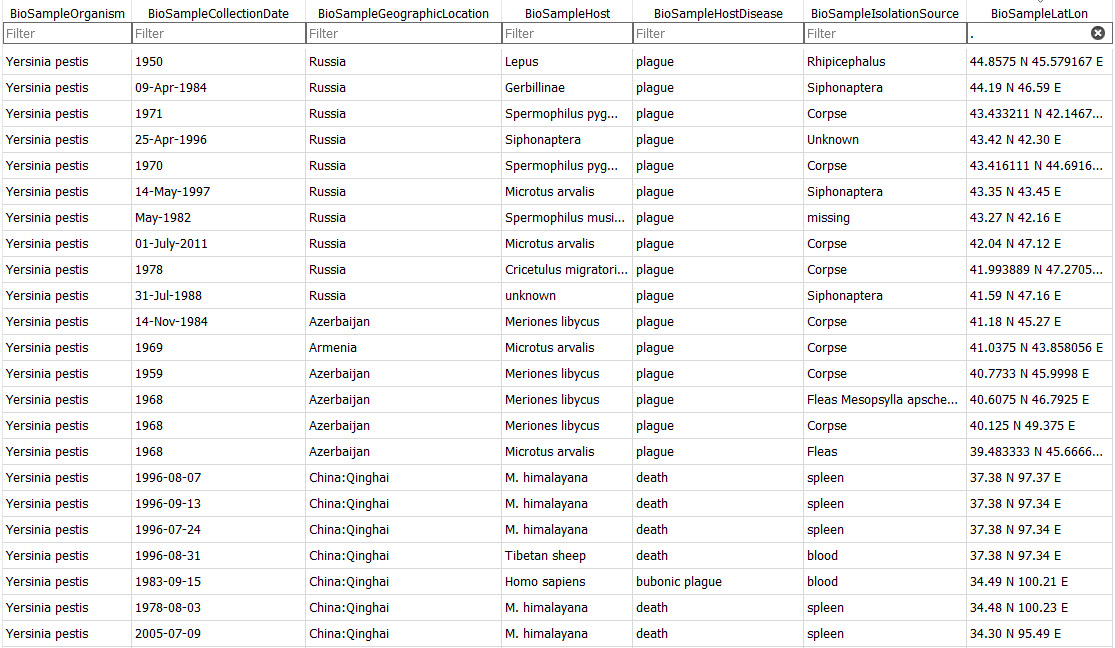 BioSampleOrganism BioSampleCollectionDate BioSampleGeographicLocation BioSampleHost BioSampleHostDisease BioSampleIsolationSource BioSampleLatLon
Filter Filter Filter Filter Filter Filter .
Yersinia pestis 1950 Russia Lepus plague Rhipicephalus 44.8575 N 45.579167 E
Yersinia pestis 09-Apr-1984 Russia Gerbillinae plague Siphonaptera 44.19 N 46.59 E
Yersinia pestis 1971 Russia Spermophilus pyg... plague Corpse 43.433211 N 42.1467...
Yersinia pestis 25-Apr-1996 Russia Siphonaptera plague Unknown 43.42 N 42.30 E
Yersinia pestis 1970 Russia Spermophilus pyg... plague Corpse 43.416111 N 44.6916...
Yersinia pestis 14-May-1997 Russia Microtus arvalis plague Siphonaptera 43.35 N 43.45 E
Yersinia pestis May-1982 Russia Spermophilus musi... plague missing 43.27 N 42.16 E
Yersinia pestis 01-July-2011 Russia Microtus arvalis plague Corpse 42.04 N 47.12 E
Yersinia pestis 1978 Russia Cricetulus migratori... plague Corpse 41.993889 N 47.2705...
Yersinia pestis 31-Jul-1988 Russia unknown plague Siphonaptera 41.59 N 47.16 E
Yersinia pestis 14-Nov-1984 Azerbaijan Meriones libycus plague Corpse 41.18 N 45.27 E
Yersinia pestis 1969 Armenia Microtus arvalis plague Corpse 41.0375 N 43.858056 E
Yersinia pestis 1959 Azerbaijan Meriones libycus plague Corpse 40.7733 N 45.9998 E
Yersinia pestis 1968 Azerbaijan Meriones libycus plague Fleas Mesopsylla apsche... 40.6075 N 46.7925 E
Yersinia pestis 1968 Azerbaijan Meriones libycus plague Corpse 40.125 N 49.375 E
Yersinia pestis 1968 Azerbaijan Microtus arvalis plague Fleas 39.483333 N 45.6666...
Yersinia pestis 1996-08-07 China:Qinghai M. himalayana death spleen 37.38 N 97.37 E
Yersinia pestis 1996-09-13 China:Qinghai M. himalayana death spleen 37.38 N 97.34 E
Yersinia pestis 1996-07-24 China:Qinghai M. himalayana death spleen 37.38 N 97.34 E
Yersinia pestis 1996-08-31 China:Qinghai Tibetan sheep death blood 37.38 N 97.34 E
Yersinia pestis 1983-09-15 China:Qinghai Homo sapiens bubonic plague blood 34.49 N 100.21 E
Yersinia pestis 1978-08-03 China:Qinghai M. himalayana death spleen 34.48 N 100.23 E
Yersinia pestis 2005-07-09 China:Qinghai M. himalayana death spleen 34.30 N 95.49 E